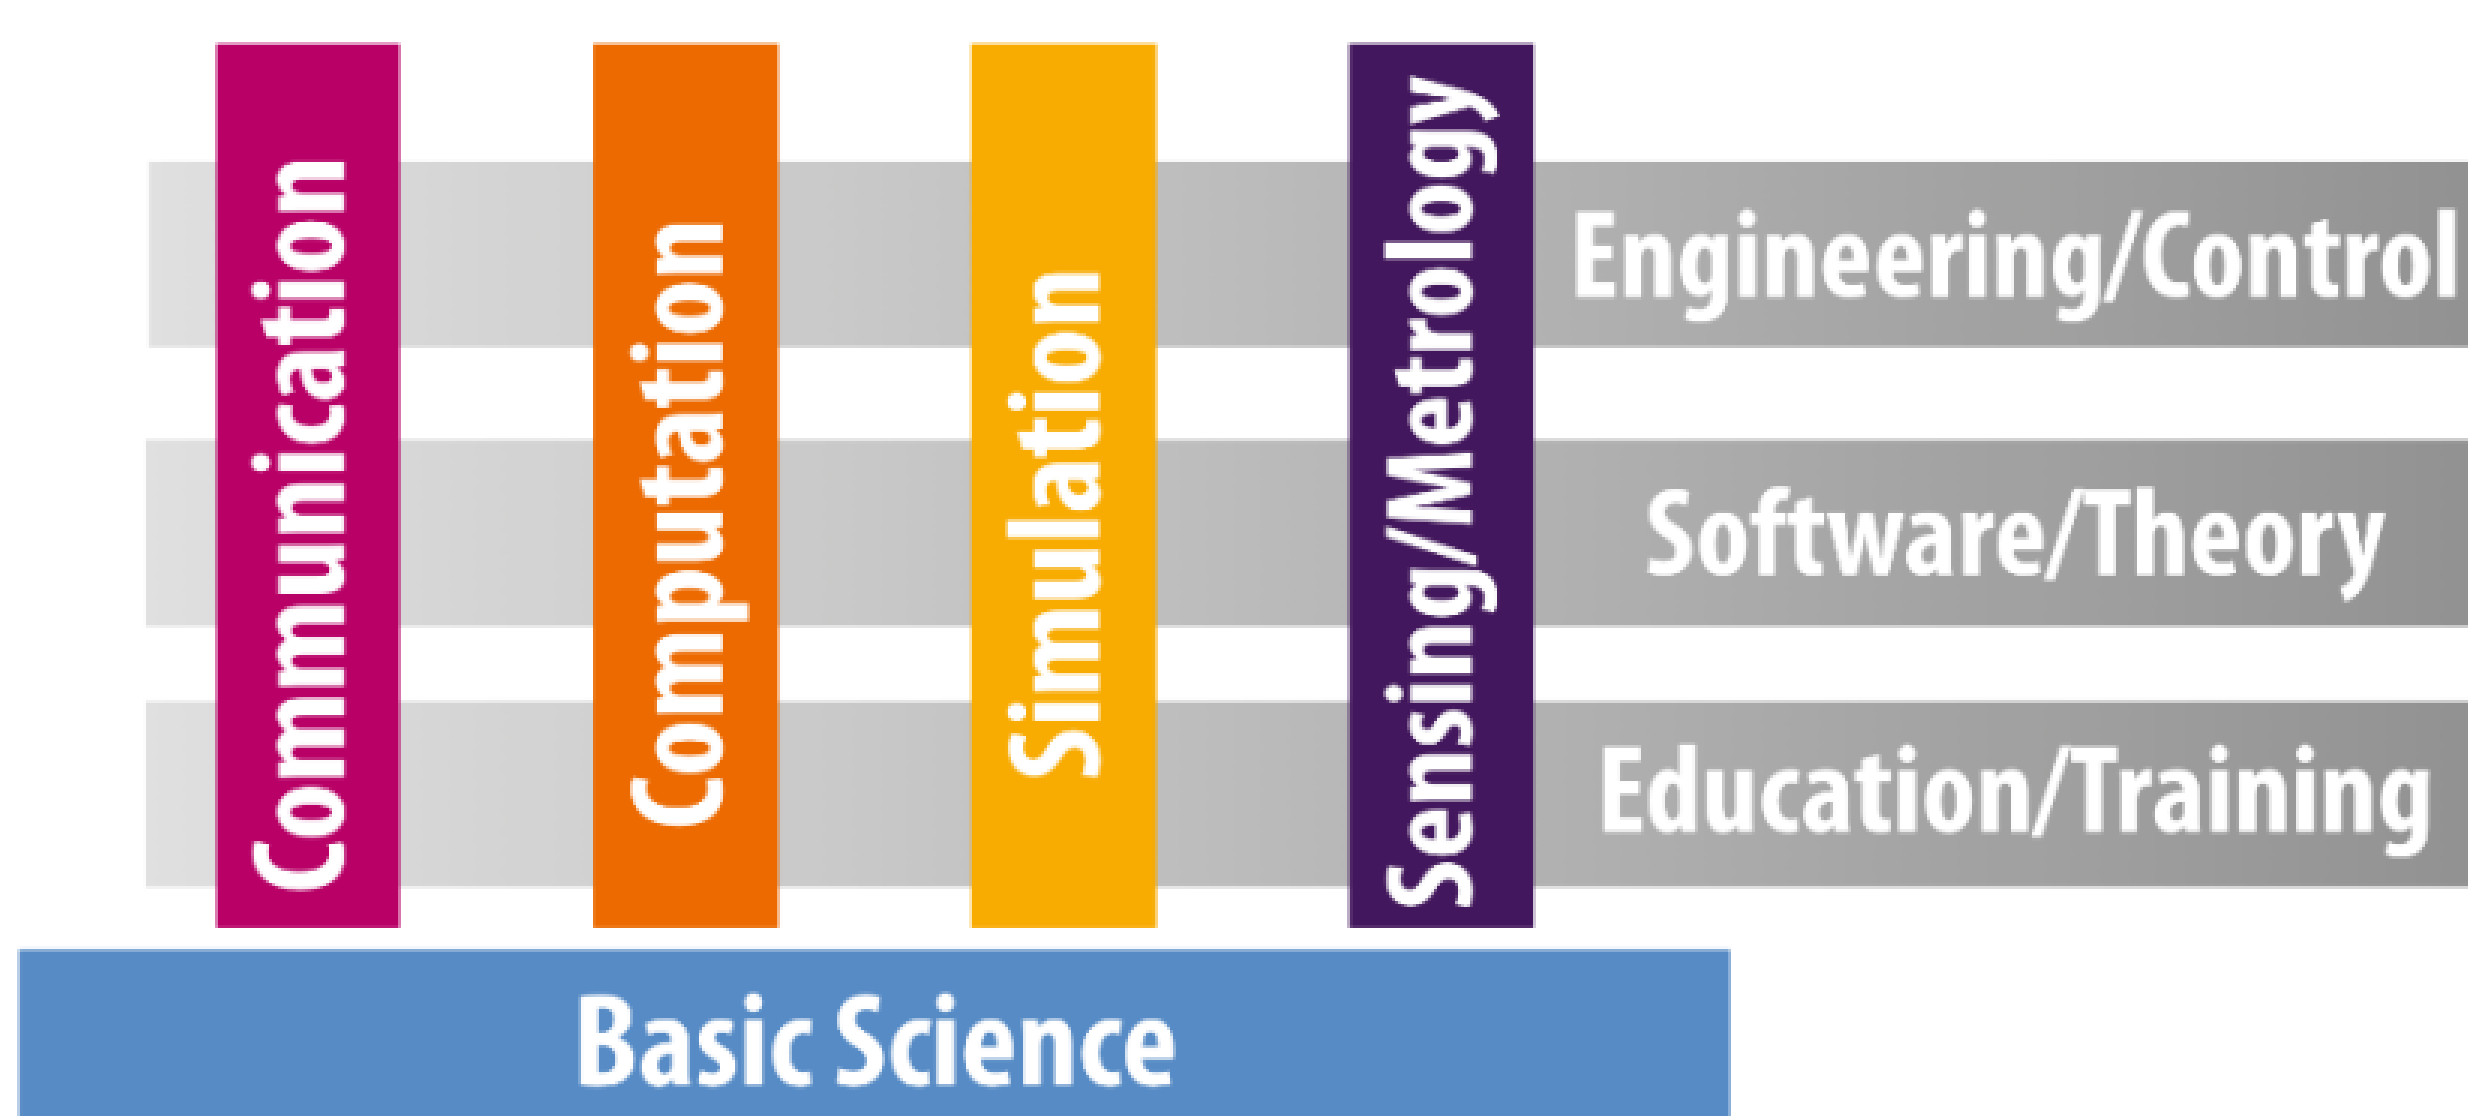 Communication
Computation
Simulation
Sensing/Metrology
Engineering/Control
Software/Theory
Education/Training
Basic Science